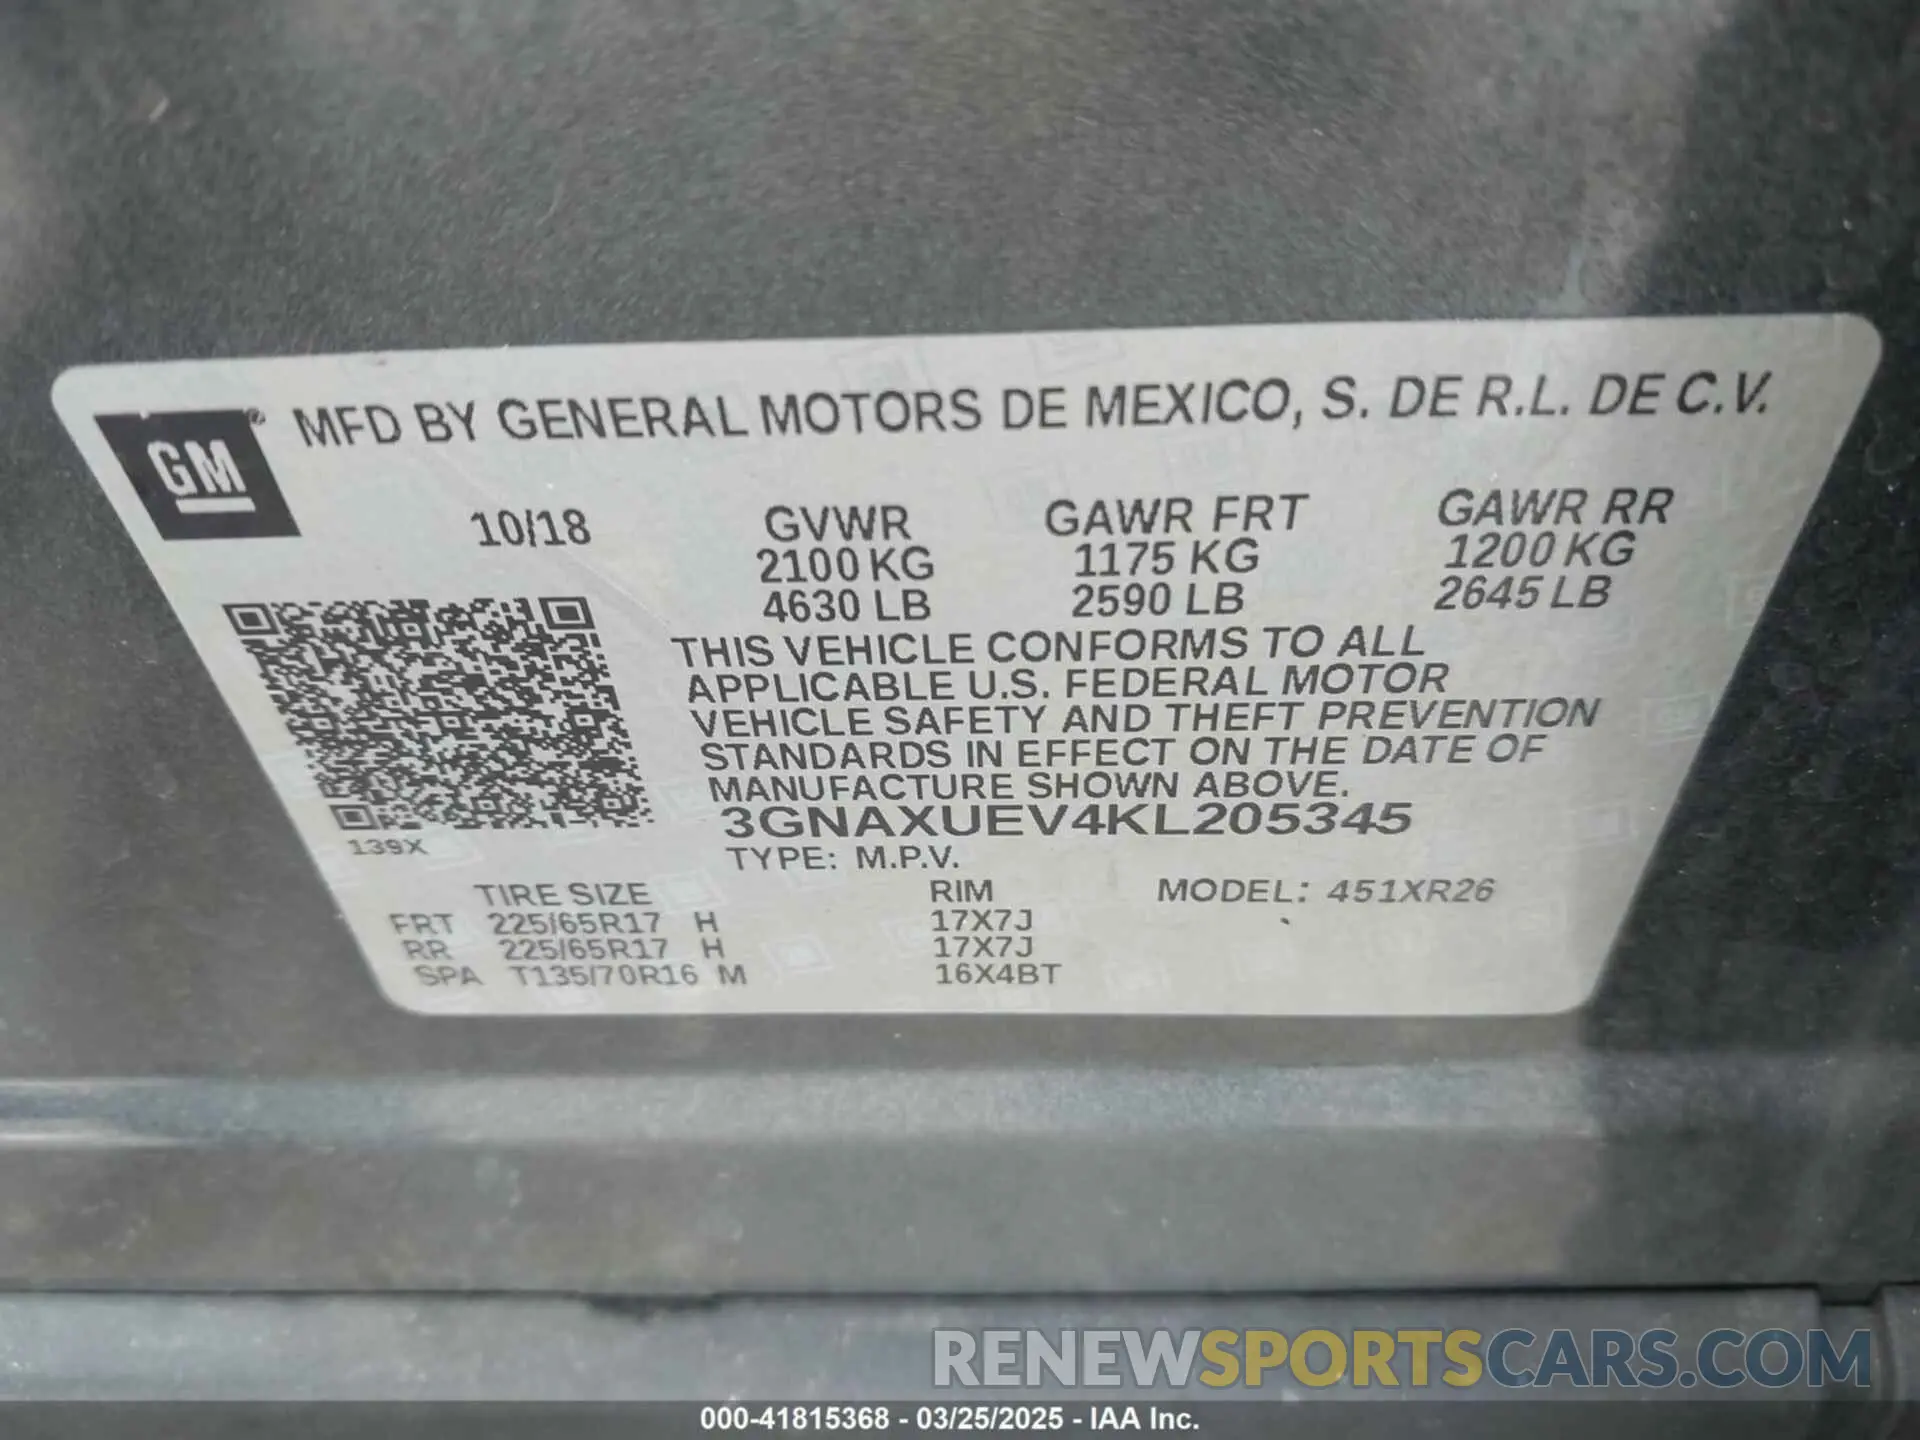 GM® MFD BY GENERAL MOTORS DE MEXICO, S. DE R.L. DE C.V.
10/18 GVWR GAWR FRT GAWR RR
2100 KG 1175 KG 1200 KG
4630 LB 2590 LB 2645 LB
THIS VEHICLE CONFORMS TO ALL
APPLICABLE U.S. FEDERAL MOTOR
VEHICLE SAFETY AND THEFT PREVENTION
STANDARDS IN EFFECT ON THE DATE OF
MANUFACTURE SHOWN ABOVE.
3GNAXUEV4KL205345
139X
TYPE: M.P.V.
TIRE SIZE RIM MODEL: 451XR26
FRT 225/65R17 H 17X7J
RR 225/65R17 H 17X7J
SPA T135/70R16 M 16X4BT
RENEWSPORTSCARS.COM
000-41815368 - 03/25/2025 - IAA Inc.